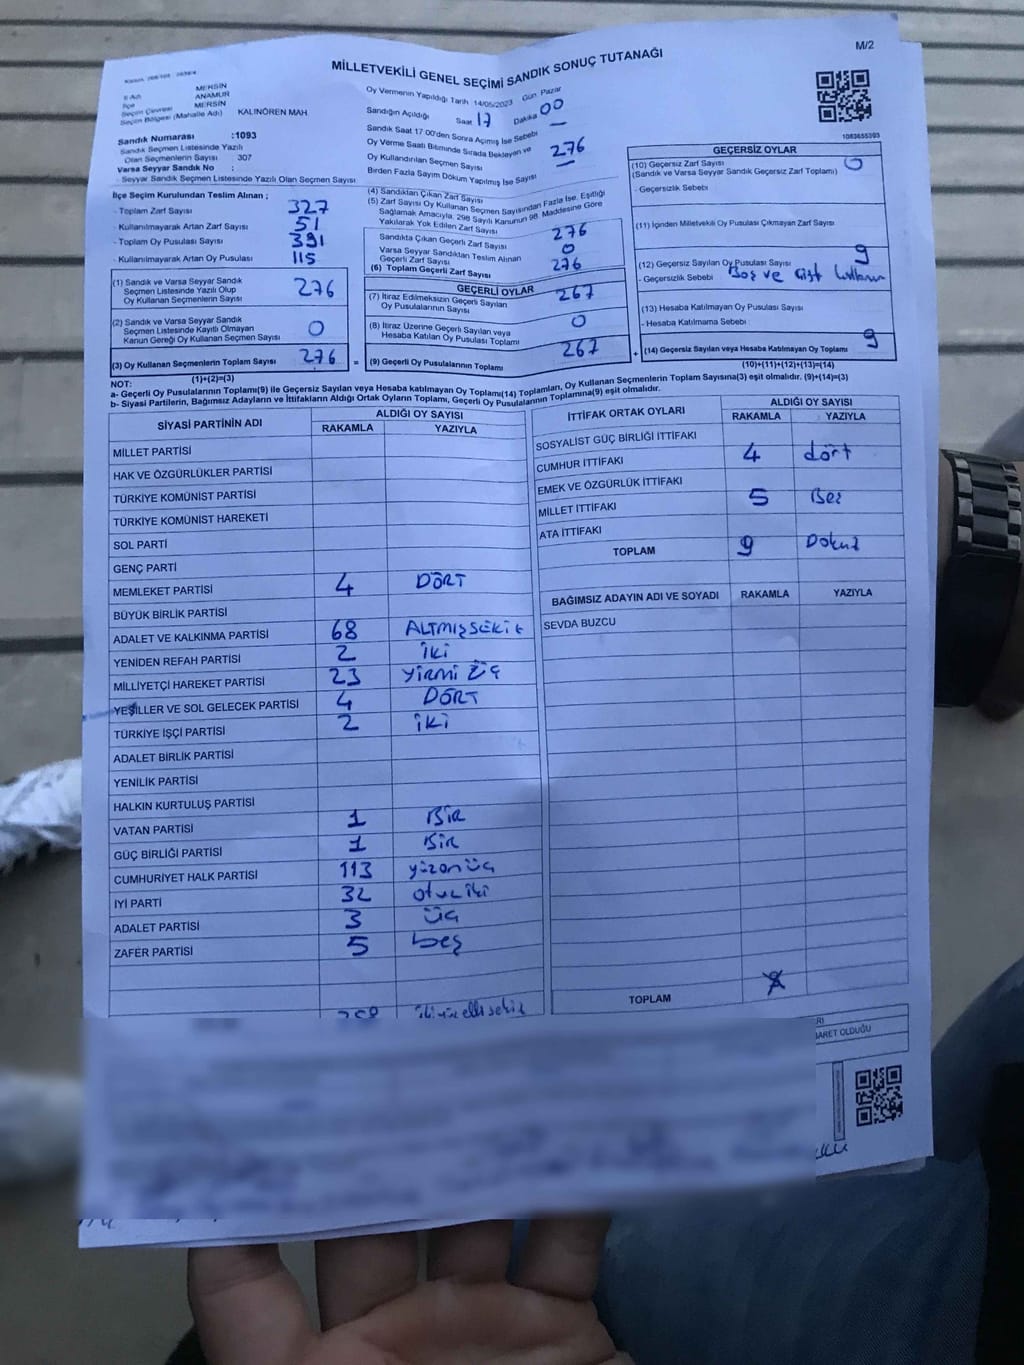 M/2
MİLLETVEKİLİ GENEL SEÇİMİ SANDIK SONUÇ TUTANAĞI
İl Adı MERSİN
İlçe ANAMUR
Seçim Çevresi MERSİN
Seçim Bölgesi (Mahalle Adı) KALINÖREN MAH
Sandık Numarası :1093
Sandık Seçmen Listesinde Yazılı
Olan Seçmenlerin Sayısı : 307
Varsa Seyyar Sandık No :
- Seyyar Sandık Seçmen Listesinde Yazılı Olan Seçmen Sayısı
İlçe Seçim Kurulundan Teslim Alınan ;
- Toplam Zarf Sayısı 327
- Kullanılmayarak Artan Zarf Sayısı 51
- Toplam Oy Pusulası Sayısı 391
- Kullanılmayarak Artan Oy Pusulası 115
(1) Sandık ve Varsa Seyyar Sandık
Seçmen Listesinde Yazılı Olup
Oy Kullanan Seçmenlerin Sayısı 276
(2) Sandık ve Varsa Seyyar Sandık
Seçmen Listesinde Kayıtlı Olmayan
Kanun Gereği Oy Kullanan Seçmen Sayısı 0
(3) Oy Kullanan Seçmenlerin Toplam Sayısı 276 =
(1)+(2)=(3)
Oy Vermenin Yapıldığı Tarih 14/05/2023 Gün Pazar
Sandığın Açıldığı Saat 17 Dakika 00
Sandık Saat 17:00'den Sonra Açılmış İse Sebebi —
Oy Verme Saati Bitiminde Sırada Bekleyen ve
Oy Kullandırılan Seçmen Sayısı 276
Birden Fazla Sayım Döküm Yapılmış İse Sayısı —
(4) Sandıktan Çıkan Zarf Sayısı
(5) Zarf Sayısı Oy Kullanan Seçmen Sayısından Fazla İse, Eşitliği
Sağlamak Amacıyla, 298 Sayılı Kanunun 98. Maddesine Göre
Yakılarak Yok Edilen Zarf Sayısı
Sandıkta Çıkan Geçerli Zarf Sayısı 276
Varsa Seyyar Sandıktan Teslim Alınan
Geçerli Zarf Sayısı 0
(6) Toplam Geçerli Zarf Sayısı 276
GEÇERLİ OYLAR
(7) İtiraz Edilmeksizin Geçerli Sayılan
Oy Pusulalarının Sayısı 267
(8) İtiraz Üzerine Geçerli Sayılan veya
Hesaba Katılan Oy Pusulası Toplamı 0
(9) Geçerli Oy Pusulalarının Toplamı 267 +
1083655393
GEÇERSİZ OYLAR
(10) Geçersiz Zarf Sayısı 0
(Sandık ve Varsa Seyyar Sandık Geçersiz Zarf Toplamı)
- Geçersizlik Sebebi
(11) İçinden Milletvekili Oy Pusulası Çıkmayan Zarf Sayısı
(12) Geçersiz Sayılan Oy Pusulası Sayısı 9
- Geçersizlik Sebebi Boş ve Çift
(13) Hesaba Katılmayan Oy Pusulası Sayısı
- Hesaba Katılmama Sebebi
(14) Geçersiz Sayılan veya Hesaba Katılmayan Oy Toplamı 9
(10)+(11)+(12)+(13)=(14)
NOT:
a- Geçerli Oy Pusulalarının Toplamı(9) ile Geçersiz Sayılan veya Hesaba katılmayan Oy Toplamı(14) Toplamları, Oy Kullanan Seçmenlerin Toplam Sayısına(3) eşit olmalıdır. (9)+(14)=(3)
b- Siyasi Partilerin, Bağımsız Adayların ve İttifakların Aldığı Ortak Oyların Toplamı, Geçerli Oy Pusulalarının Toplamına(9) eşit olmalıdır.
SİYASİ PARTİNİN ADI ALDIĞI OY SAYISI
RAKAMLA YAZIYLA
MİLLET PARTİSİ
HAK VE ÖZGÜRLÜKLER PARTİSİ
TÜRKİYE KOMÜNİST PARTİSİ
TÜRKİYE KOMÜNİST HAREKETİ
SOL PARTİ
GENÇ PARTİ
MEMLEKET PARTİSİ 4 DÖRT
BÜYÜK BİRLİK PARTİSİ
ADALET VE KALKINMA PARTİSİ 68 ALTMIŞSEKİZ
YENİDEN REFAH PARTİSİ 2 İKİ
MİLLİYETÇİ HAREKET PARTİSİ 23 YİRMİ ÜÇ
YEŞİLLER VE SOL GELECEK PARTİSİ 4 DÖRT
TÜRKİYE İŞÇİ PARTİSİ 2 İKİ
ADALET BİRLİK PARTİSİ
YENİLİK PARTİSİ
HALKIN KURTULUŞ PARTİSİ
VATAN PARTİSİ 1 BİR
GÜÇ BİRLİĞİ PARTİSİ 1 BİR
CUMHURİYET HALK PARTİSİ 113 yüzonüç
İYİ PARTİ 32 otuziki
ADALET PARTİSİ 3 üç
ZAFER PARTİSİ 5 beş
258 ikiyüzellisekiz
İTTİFAK ORTAK OYLARI ALDIĞI OY SAYISI
RAKAMLA YAZIYLA
SOSYALİST GÜÇ BİRLİĞİ İTTİFAKI
CUMHUR İTTİFAKI 4 dört
EMEK VE ÖZGÜRLÜK İTTİFAKI
MİLLET İTTİFAKI 5 Beş
ATA İTTİFAKI
TOPLAM 9 Dokuz
BAĞIMSIZ ADAYIN ADI VE SOYADI RAKAMLA YAZIYLA
SEVDA BUZCU
TOPLAM
ARET OLDUĞU